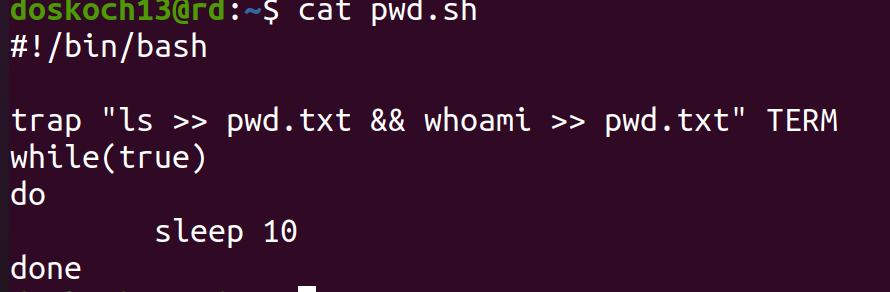 doskoch13@rd:~$ cat pwd.sh
#!/bin/bash
trap "ls >> pwd.txt && whoami >> pwd.txt" TERM
while(true)
do
sleep 10
done